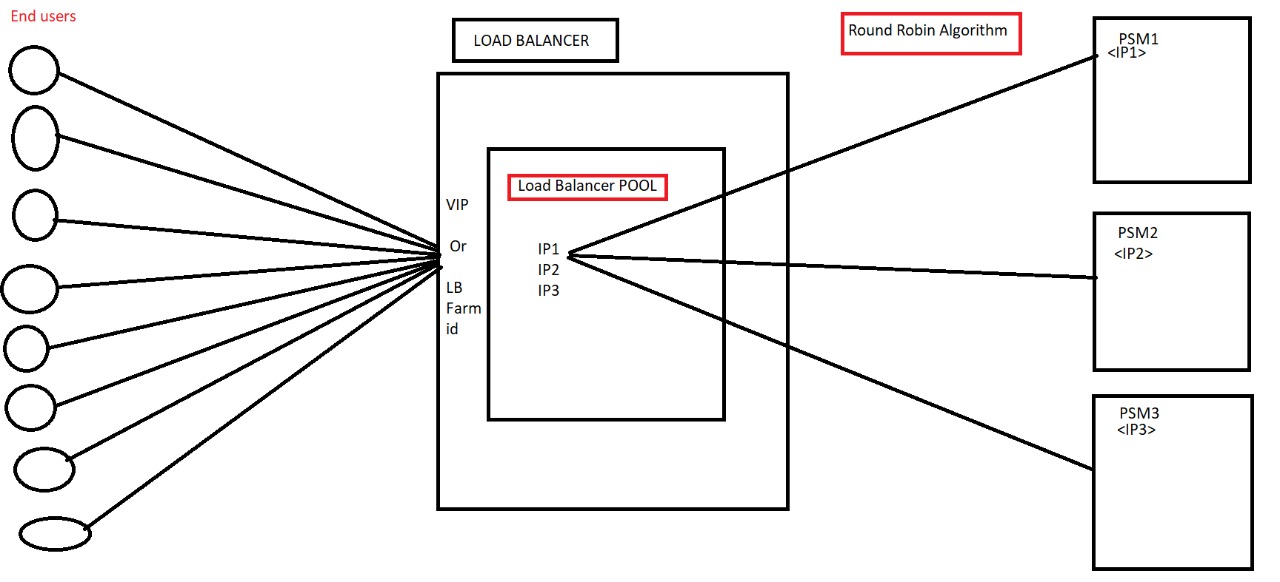 End users
LOAD BALANCER
Round Robin Algorithm
VIP
Or
LB
Farm
id
Load Balancer POOL
IP1
IP2
IP3
PSM1
<IP1>
PSM2
<IP2>
PSM3
<IP3>